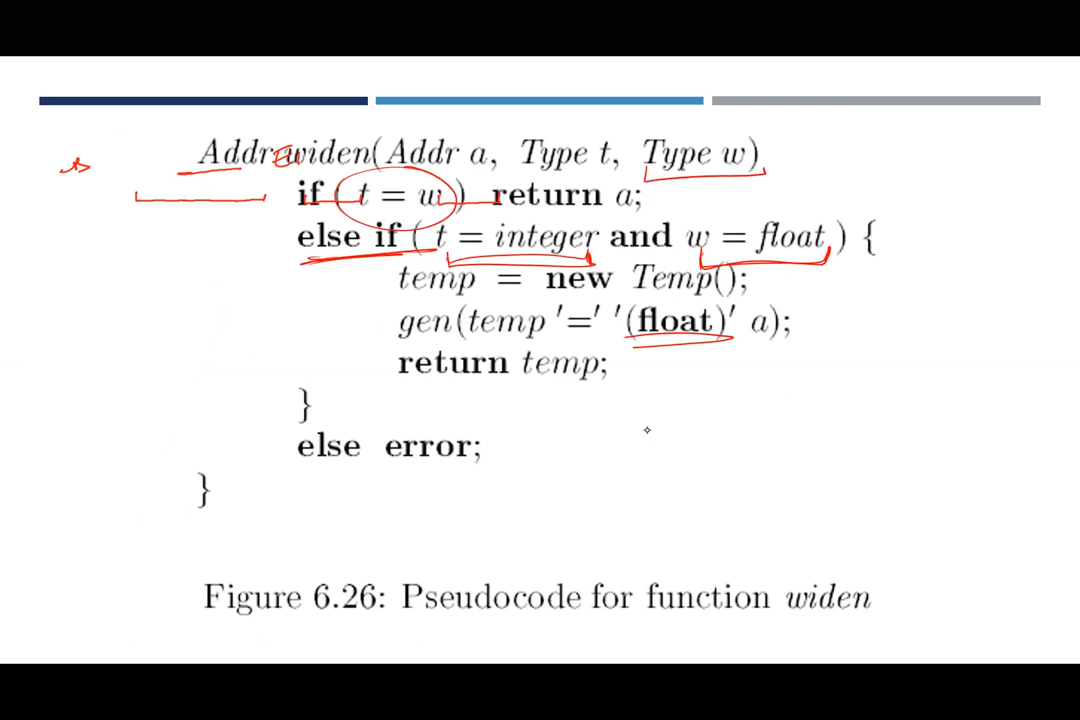 Addr widen(Addr a, Type t, Type w)
if ( t = w ) return a;
else if ( t = integer and w = float ) {
temp = new Temp();
gen(temp '=' '(float)' a);
return temp;
}
else error;
}
Figure 6.26: Pseudocode for function widen